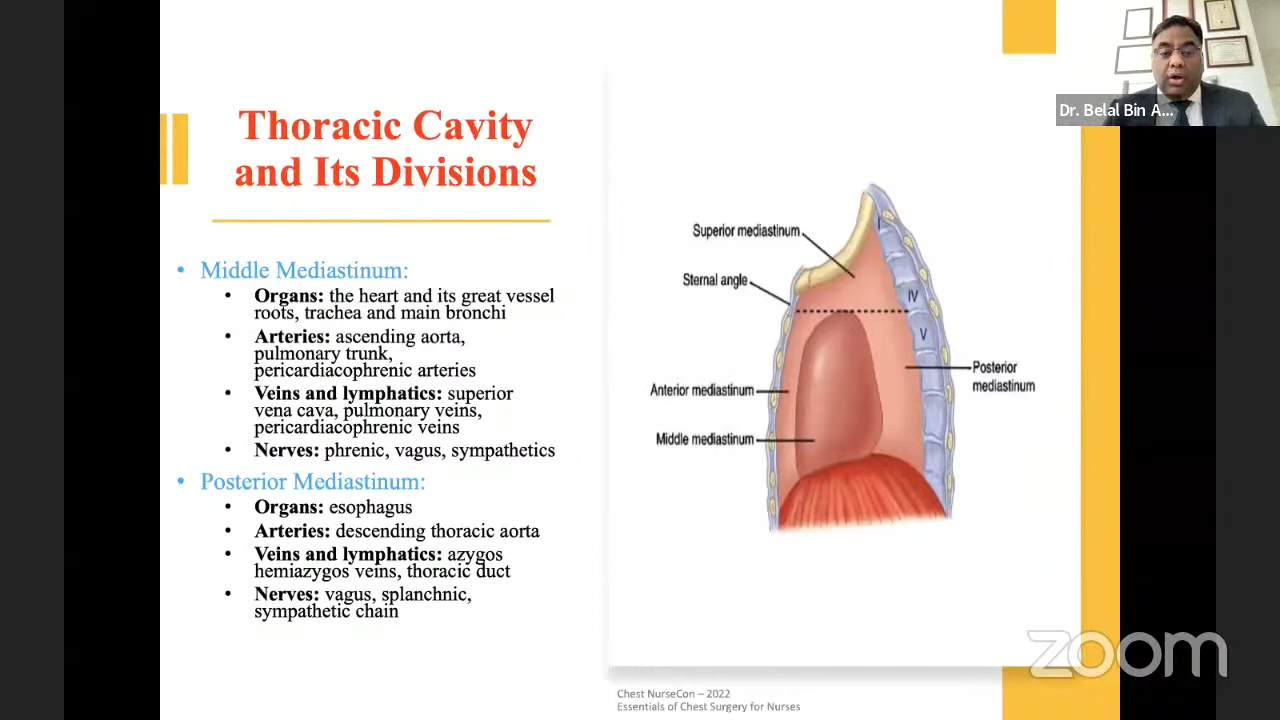 Thoracic Cavity
and Its Divisions
• Middle Mediastinum:
• Organs: the heart and its great vessel
roots, trachea and main bronchi
• Arteries: ascending aorta,
pulmonary trunk,
pericardiacophrenic arteries
• Veins and lymphatics: superior
vena cava, pulmonary veins,
pericardiacophrenic veins
• Nerves: phrenic, vagus, sympathetics
• Posterior Mediastinum:
• Organs: esophagus
• Arteries: descending thoracic aorta
• Veins and lymphatics: azygos
hemiazygos veins, thoracic duct
• Nerves: vagus, splanchnic,
sympathetic chain
Superior mediastinum
Sternal angle
I
IV
V
Posterior
mediastinum
Anterior mediastinum
Middle mediastinum
Dr. Belal Bin A...
Chest NurseCon – 2022
Essentials of Chest Surgery for Nurses
zoom